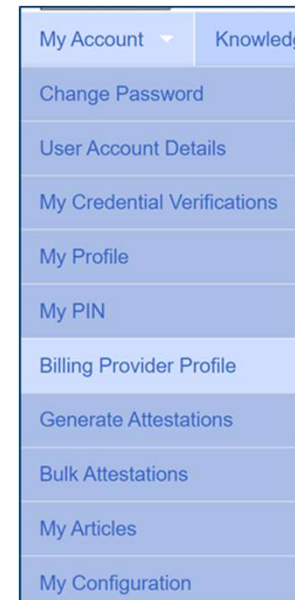 My Account
Change Password
User Account Details
My Credential Verifications
My Profile
My PIN
Billing Provider Profile
Generate Attestations
Bulk Attestations
My Articles
My Configuration